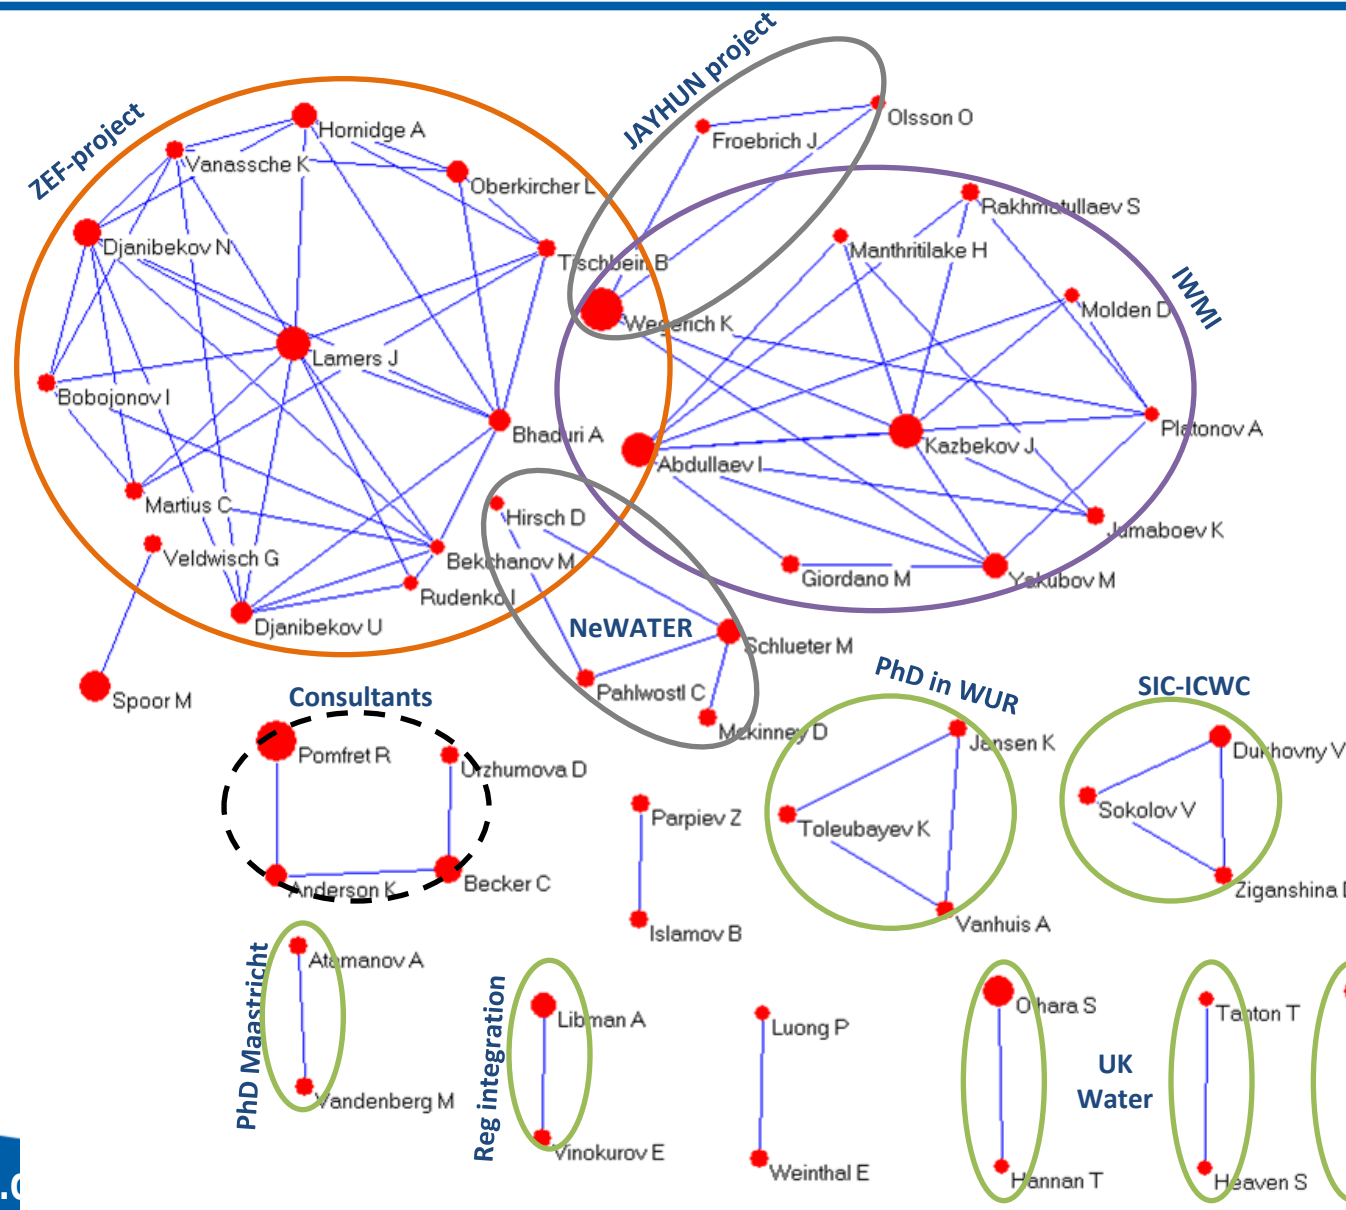 JAYHUN project
ZEF-project
Olsson O
Hornidge A
Froebrich J
Vanassche K
Oberkircher L
Rakhmatullaev S
Djanibekov N
Tischbein B
Manthritilake H
IWMI
Molden D
Wegerich K
Lamers J
Bobojonov I
Bhaduri A
Kazbekov J
Platonov A
Abdullaev I
Martius C
Hirsch D
Jumaboev K
Veldwisch G
Bekchanov M
Giordano M
Yakubov M
Rudenko I
Djanibekov U
NeWATER
Schlueter M
Spoor M
Pahlwostl C
Mckinney D
PhD in WUR
SIC-ICWC
Consultants
Pomfret R
Urzhumova D
Jansen K
Dukhovny V
Parpiev Z
Toleubayev K
Sokolov V
Anderson K
Becker C
Ziganshina
Islamov B
Vanhuis A
PhD Maastricht
Atamanov A
Reg integration
Libman A
Luong P
Ohara S
UK
Water
Tanton T
Vandenberg M
Vinokurov E
Weinthal E
Hannan T
Heaven S